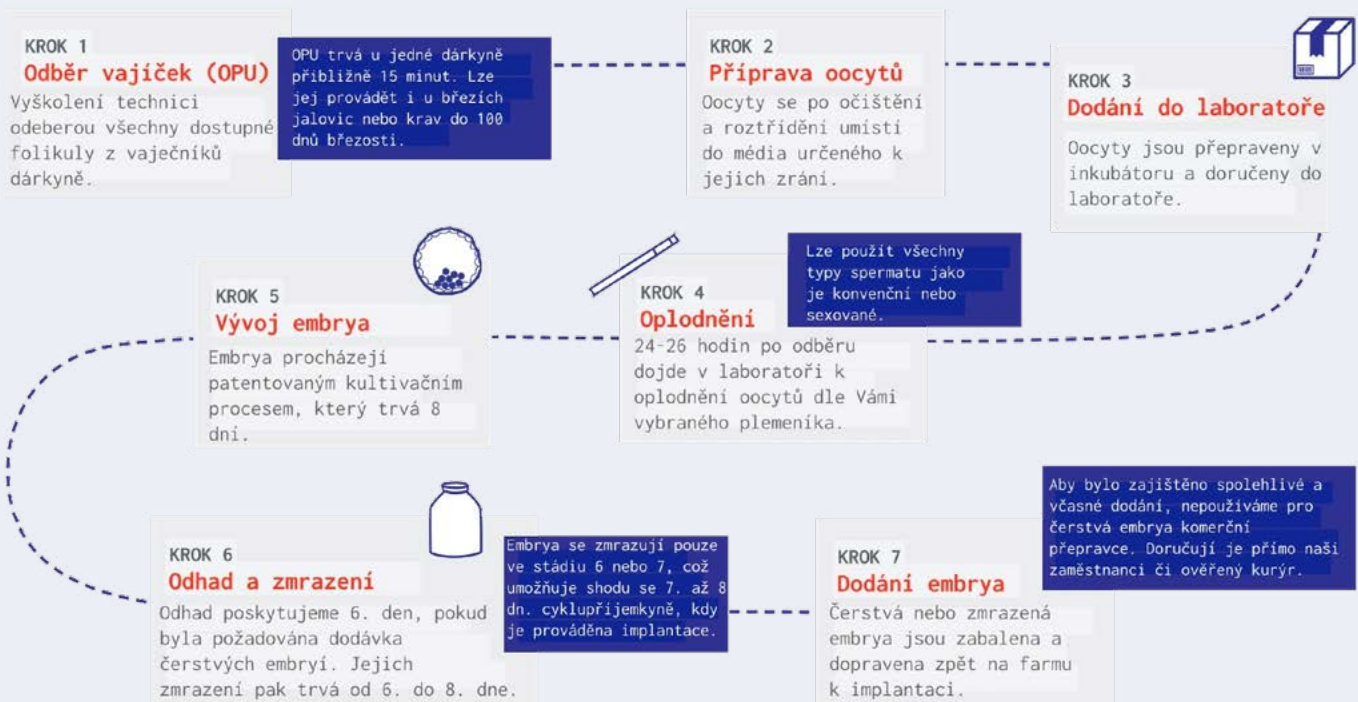 KROK 1
Odběr vajíček (OPU)
Vyškolení technici
odeberou všechny dostupné
folikuly z vaječníků
dárkyně.
OPU trvá u jedné dárkyně
přibližně 15 minut. Lze
jej provádět i u březích
jalovic nebo krav do 100
dnů březosti.
KROK 2
Příprava oocytů
Oocyty se po očištění
a roztřídění umístí
do média určeného k
jejich zrání.
KROK 3
Dodání do laboratoře
Oocyty jsou přepraveny v
inkubátoru a doručeny do
laboratoře.
KROK 4
Oplodnění
24-26 hodin po odběru
dojde v laboratoři k
oplodnění oocytů dle Vámi
vybraného plemeníka.
Lze použít všechny
typy spermatu jako
je konvenční nebo
sexované.
KROK 5
Vývoj embrya
Embrya procházejí
patentovaným kultivačním
procesem, který trvá 8
dní.
KROK 6
Odhad a zmrazení
Odhad poskytujeme 6. den, pokud
byla požadována dodávka
čerstvých embryí. Jejich
zmrazení pak trvá od 6. do 8. dne.
Embrya se zmrazují pouze
ve stádiu 6 nebo 7, což
umožňuje shodu se 7. až 8
dn. cyklupříjemkyně, kdy
je prováděna implantace.
KROK 7
Dodání embrya
Čerstvá nebo zmrazená
embrya jsou zabalena a
dopravena zpět na farmu
k implantaci.
Aby bylo zajištěno spolehlivé a
včasné dodání, nepoužíváme pro
čerstvá embrya komerční
přepravce. Doručují je přímo naši
zaměstnanci či ověřený kurýr.